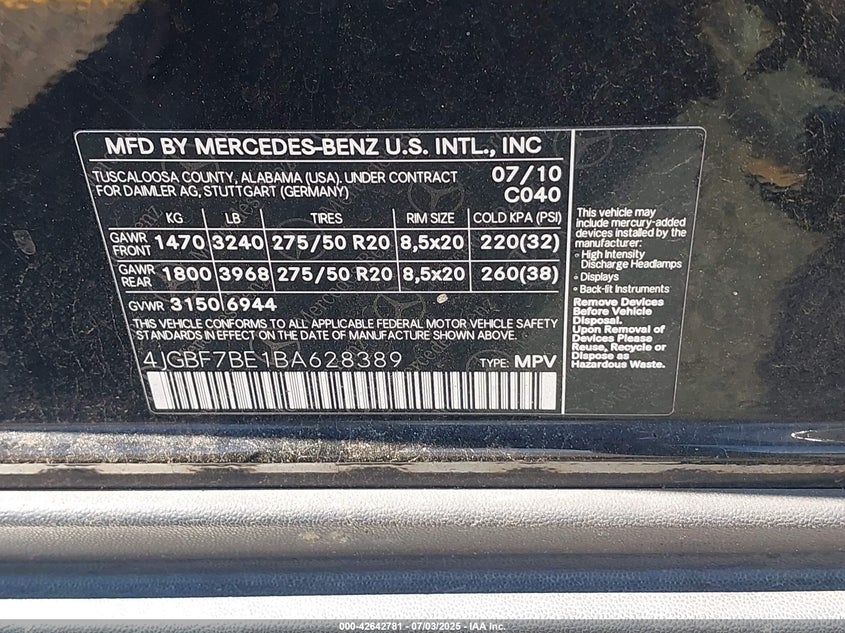 MFD BY MERCEDES-BENZ U.S. INTL., INC
TUSCALOOSA COUNTY, ALABAMA (USA), UNDER CONTRACT
FOR DAIMLER AG, STUTTGART (GERMANY)
07/10
C040
KG LB TIRES RIM SIZE COLD KPA (PSI)
GAWR FRONT 1470 3240 275/50 R20 8,5x20 220(32)
GAWR REAR 1800 3968 275/50 R20 8,5x20 260(38)
GVWR 3150 6944
THIS VEHICLE CONFORMS TO ALL APPLICABLE FEDERAL MOTOR VEHICLE SAFETY
STANDARDS IN EFFECT ON THE DATE OF MANUFACTURE SHOWN ABOVE.
4JGBF7BE1BA628389 TYPE: MPV
This vehicle may
include mercury-added
devices installed by the
manufacturer:
• High Intensity
Discharge Headlamps
• Displays
• Back-lit Instruments
Remove Devices
Before Vehicle
Disposal.
Upon Removal of
Devices Please
Reuse, Recycle or
Dispose as
Hazardous Waste.
000-42642781 - 07/03/2025 - IAA Inc.